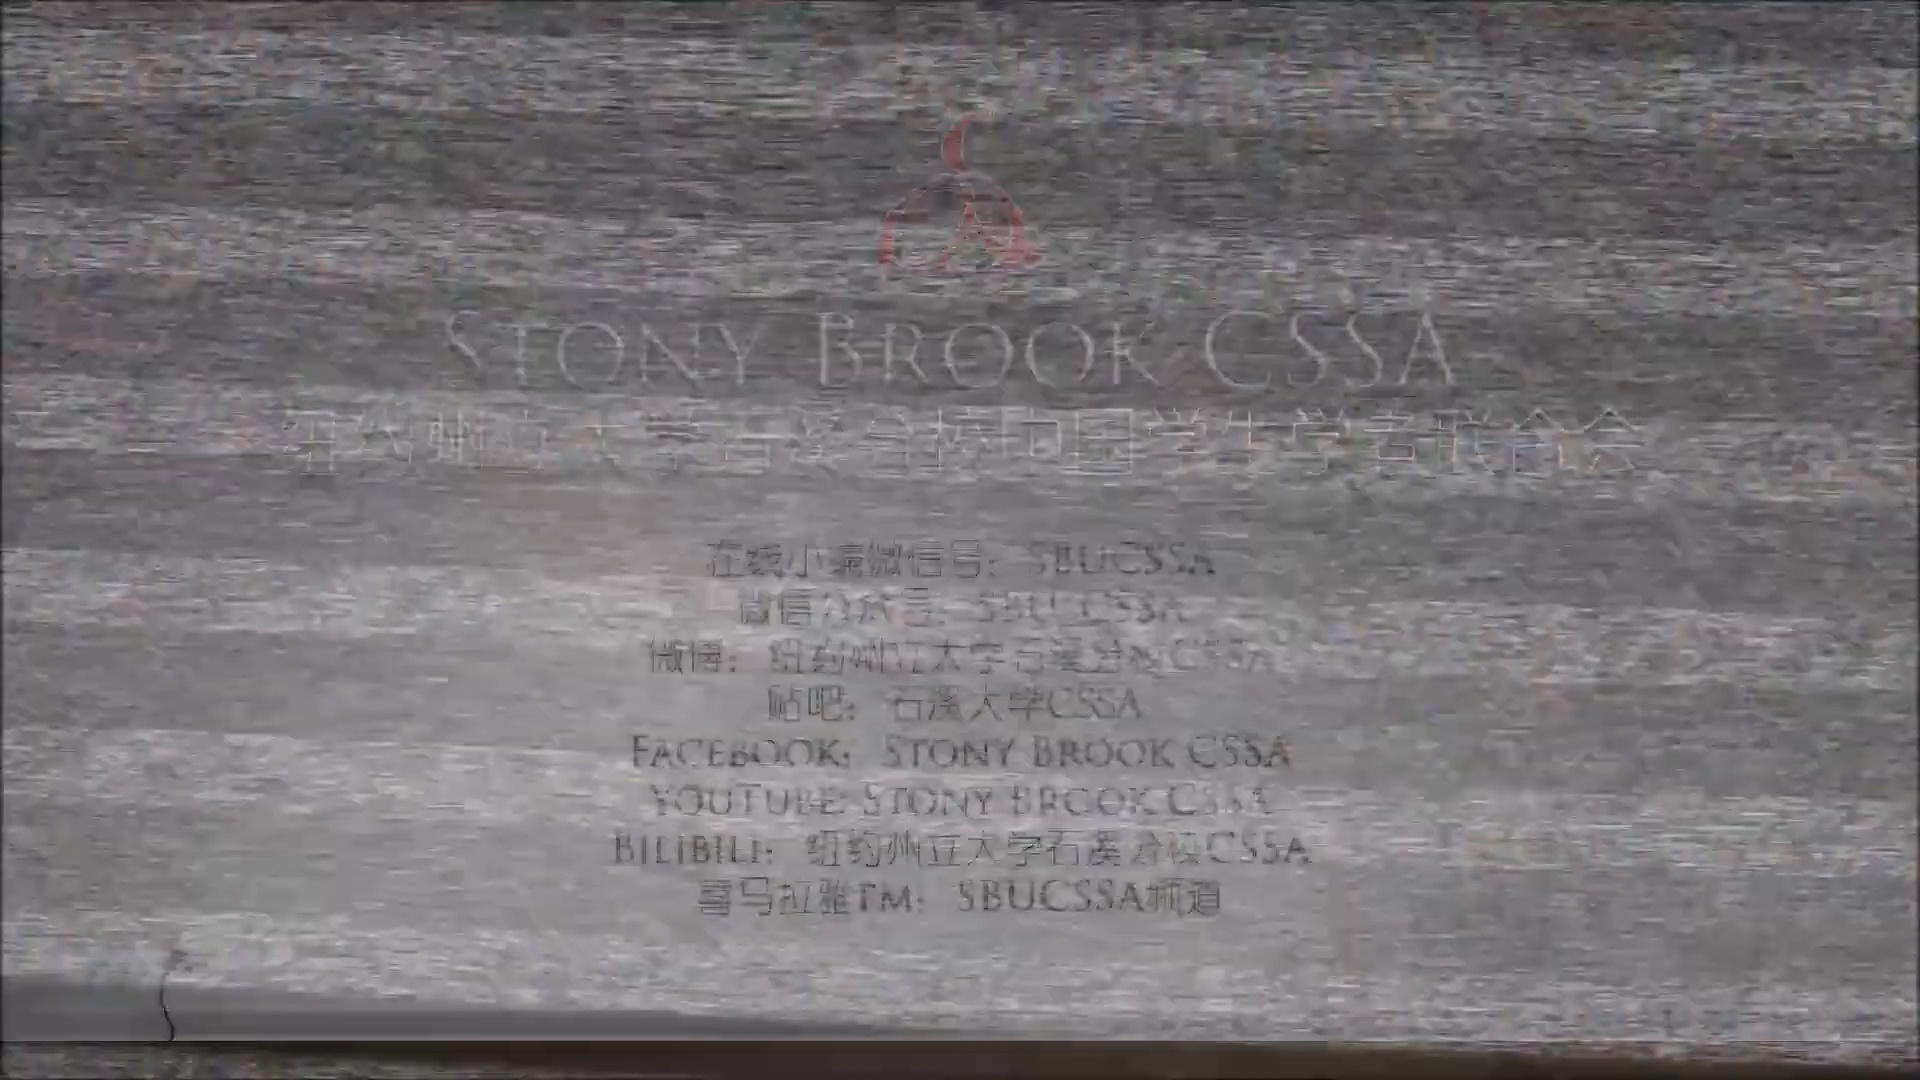 STONY BROOK CSSA
纽约州立大学石溪分校中国学生学者联合会
在线小编微信号：SBUCSSA
微信公众号：SBU_CSSA
微博：纽约州立大学石溪分校CSSA
贴吧：石溪大学CSSA
FACEBOOK：STONY BROOK CSSA
YOUTUBE: STONY BROOK CSSA
BILIBILI：纽约州立大学石溪分校CSSA
喜马拉雅TM：SBUCSSA频道